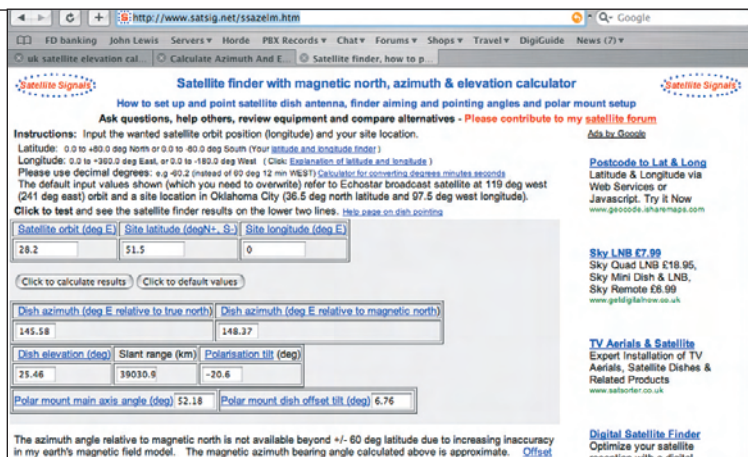 http://www.satsig.net/ssazelm.htm
Google
FD banking John Lewis Servers Horde PBX Records Chat Forums Shops Travel DigiGuide News (7)
uk satellite elevation cal... Calculate Azimuth And E... Satellite finder, how to p...
Satellite Signals
Satellite finder with magnetic north, azimuth & elevation calculator
Satellite Signals
How to set up and point satellite dish antenna, finder aiming and pointing angles and polar mount setup
Ask questions, help others, review equipment and compare alternatives - Please contribute to my satellite forum
Instructions: Input the wanted satellite orbit position (longitude) and your site location.
Latitude: 0.0 to +80.0 deg North or 0.0 to -80.0 deg South (Your latitude and longitude finder )
Longitude: 0.0 to +360.0 deg East, or 0.0 to -180.0 deg West ( Click: Explanation of latitude and longitude )
Please use decimal degrees: e.g -60.2 (instead of 60 deg 12 min WEST) Calculator for converting degrees minutes seconds
The default input values shown (which you need to overwrite) refer to Echostar broadcast satellite at 119 deg west
(241 deg east) orbit and a site location in Oklahoma City (36.5 deg north latitude and 97.5 deg west longitude).
Click to test and see the satellite finder results on the lower two lines. Help page on dish pointing
Satellite orbit (deg E) Site latitude (degN+, S-) Site longitude (deg E)
28.2 51.5 0
Click to calculate results Click to default values
Dish azimuth (deg E relative to true north) Dish azimuth (deg E relative to magnetic north)
145.58 148.37
Dish elevation (deg) Slant range (km) Polarisation tilt (deg)
25.46 39030.9 -20.6
Polar mount main axis angle (deg) 52.18 Polar mount dish offset tilt (deg) 6.76
The azimuth angle relative to magnetic north is not available beyond +/- 60 deg latitude due to increasing inaccuracy
in my earth's magnetic field model. The magnetic azimuth bearing angle calculated above is approximate. Offset
Ads by Google
Postcode to Lat & Long
Latitude & Longitude via
Web Services or
Javascript. Try it Now
www.geocode.isharemaps.com
Sky LNB £7.99
Sky Quad LNB £18.95,
Sky Mini Dish & LNB,
Sky Remote £6.99
www.getdigitalnow.co.uk
TV Aerials & Satellite
Expert Installation of TV
Aerials, Satellite Dishes &
Related Products
www.satsorter.co.uk
Digital Satellite Finder
Optimize your satellite
reception with a digital